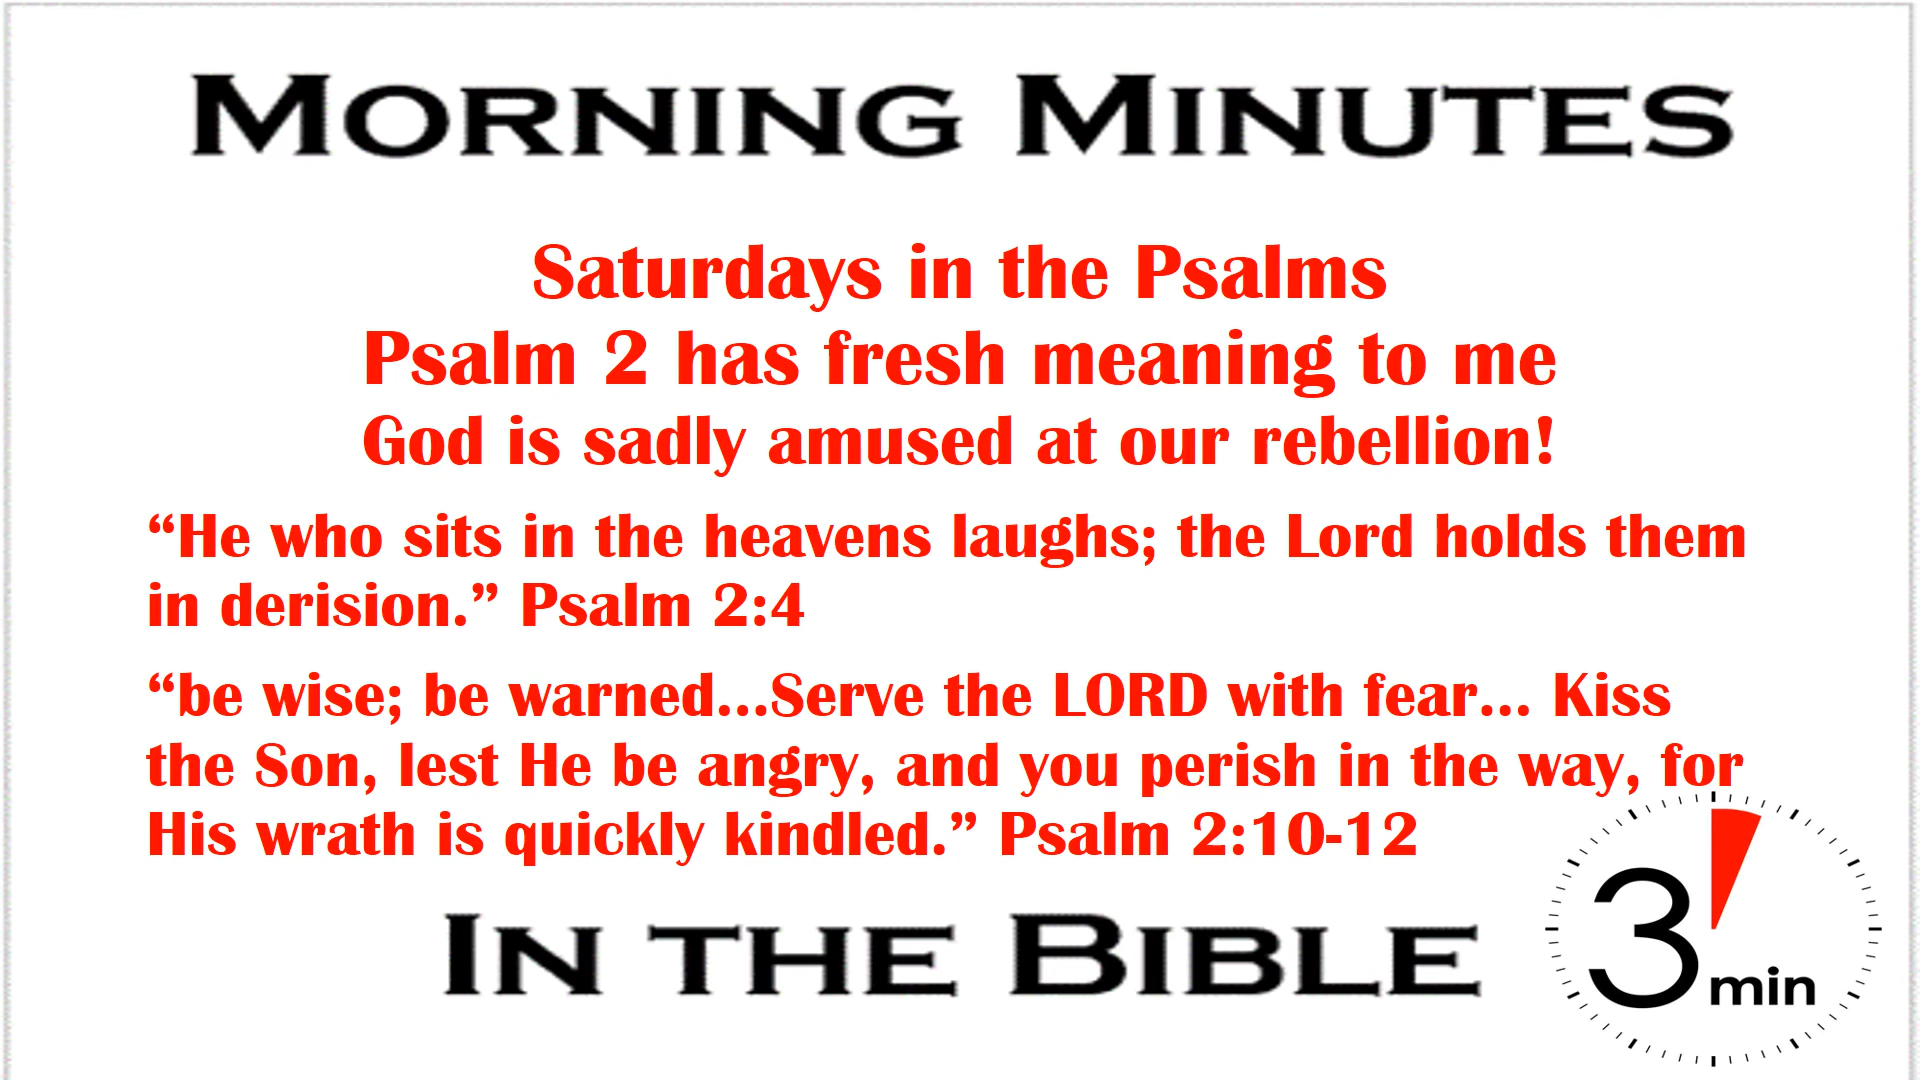 MORNING MINUTES
Saturdays in the Psalms
Psalm 2 has fresh meaning to me
God is sadly amused at our rebellion!
“He who sits in the heavens laughs; the Lord holds them
in derision.” Psalm 2:4
“be wise; be warned...Serve the LORD with fear... Kiss
the Son, lest He be angry, and you perish in the way, for
His wrath is quickly kindled.” Psalm 2:10-12
IN THE BIBLE
3 min